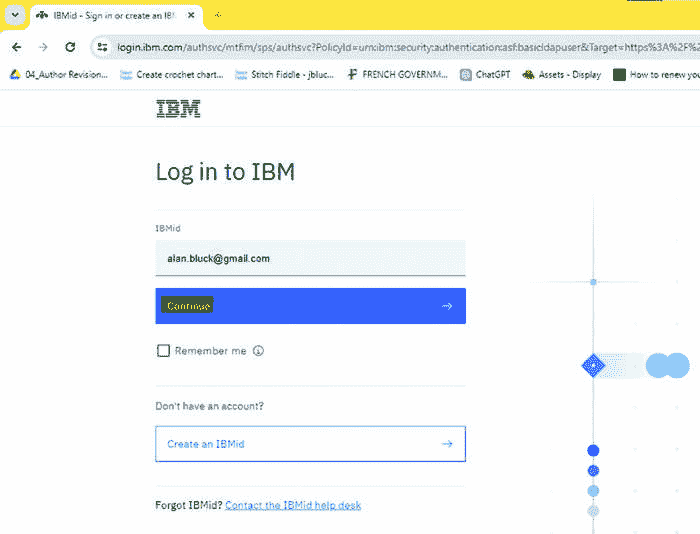 IBMid - Sign in or create an IBM
login.ibm.com/authsvc/mtfim/sps/authsvc?PolicyId=urn:ibm:security:authentication:asf:basicldapuser&Target=https%3A%2F%2
04_Author Revision... Create crochet chart... Stitch Fiddle - jbluc... FRENCH GOVERNM... ChatGPT Assets - Display How to renew you
IBM
Log in to IBM
IBMid
alan.bluck@gmail.com
Continue
Remember me
Don't have an account?
Create an IBMid
Forgot IBMid? Contact the IBMid help desk